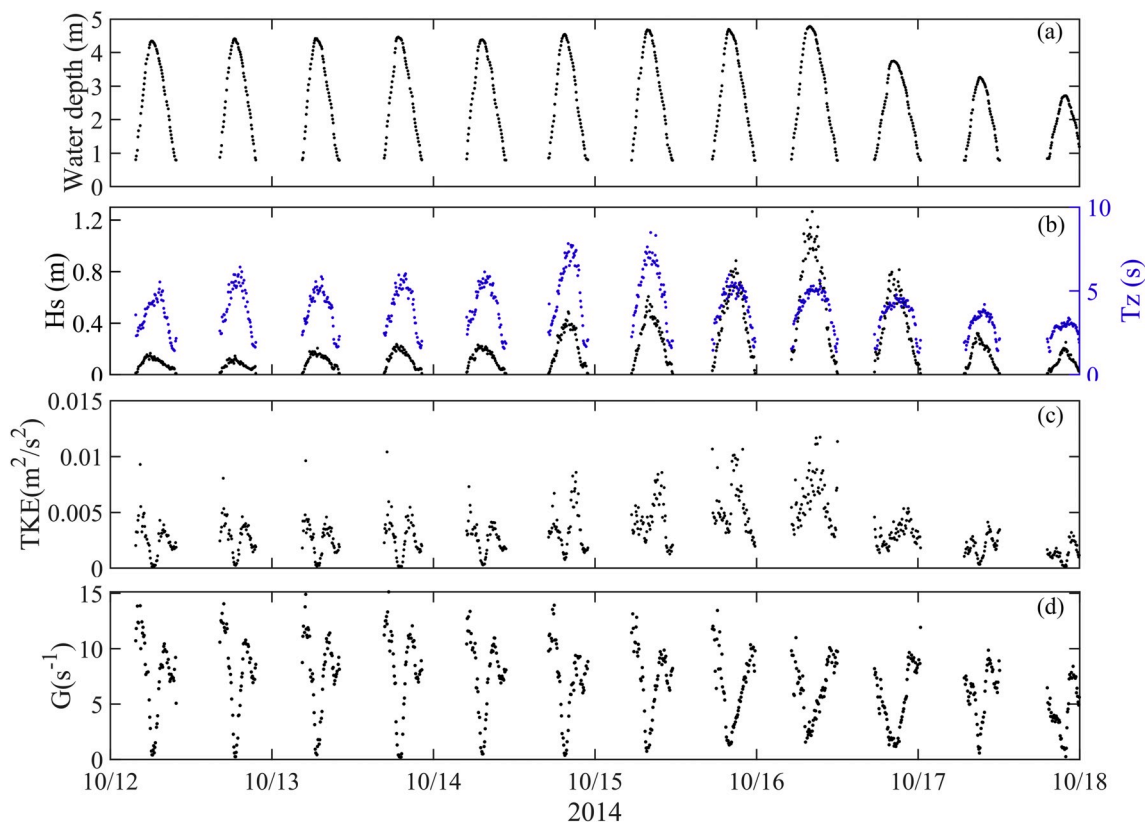 5
4
3
2
1
0
Water depth (m)
(a)
1.2
0.8
0.4
0
Hs (m)
(b)
10
5
0
Tz (s)
0.015
0.01
0.005
0
TKE(m²/s²)
(c)
15
10
5
0
G(s⁻¹)
(d)
10/12 10/13 10/14 10/15 10/16 10/17 10/18
2014